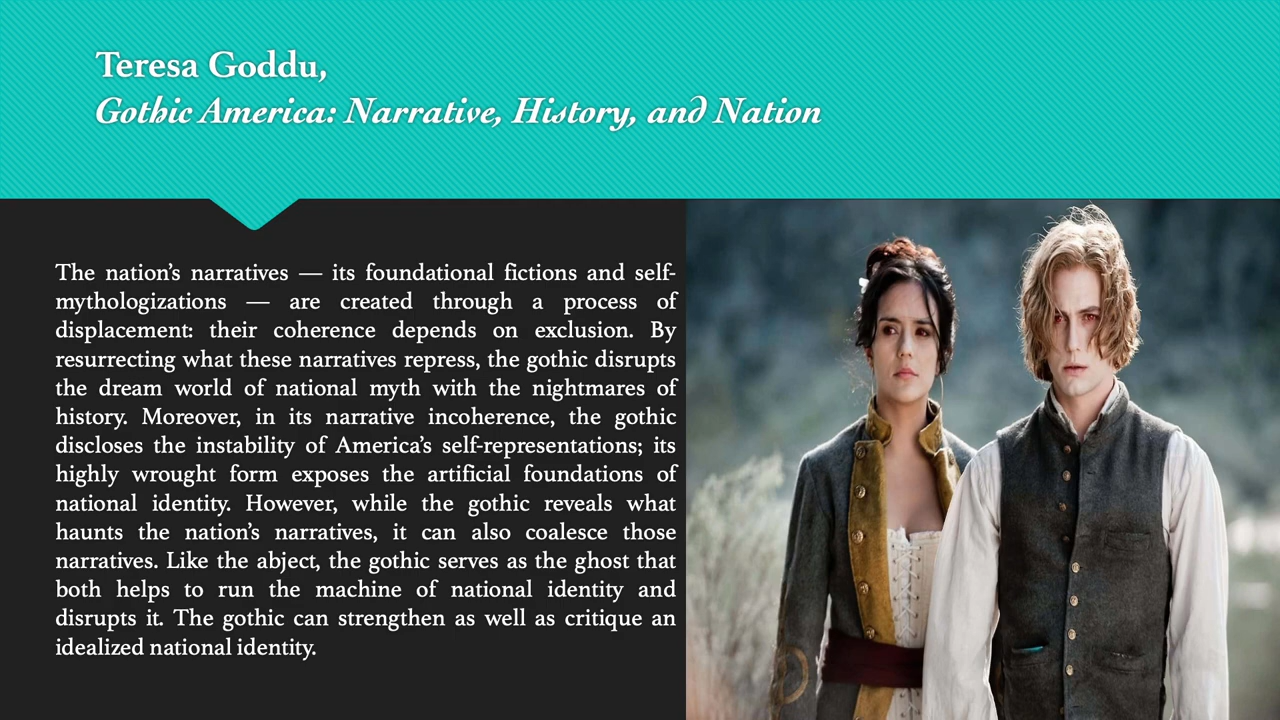 Teresa Goddu,
Gothic America: Narrative, History, and Nation
The nation’s narratives — its foundational fictions and self-
mythologizations — are created through a process of
displacement: their coherence depends on exclusion. By
resurrecting what these narratives repress, the gothic disrupts
the dream world of national myth with the nightmares of
history. Moreover, in its narrative incoherence, the gothic
discloses the instability of America’s self-representations; its
highly wrought form exposes the artificial foundations of
national identity. However, while the gothic reveals what
haunts the nation’s narratives, it can also coalesce those
narratives. Like the abject, the gothic serves as the ghost that
both helps to run the machine of national identity and
disrupts it. The gothic can strengthen as well as critique an
idealized national identity.